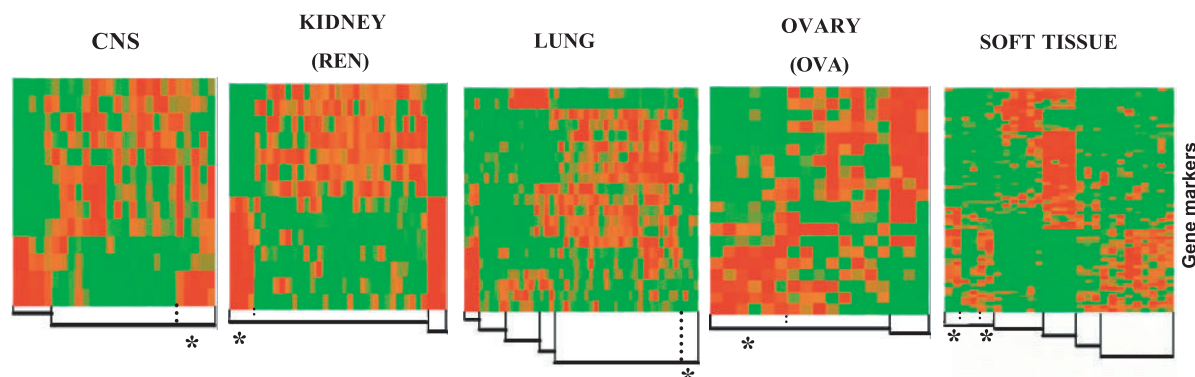 CNS
KIDNEY
(REN)
LUNG
OVARY
(OVA)
SOFT TISSUE
Gene markers
*
*
*
*
*
*